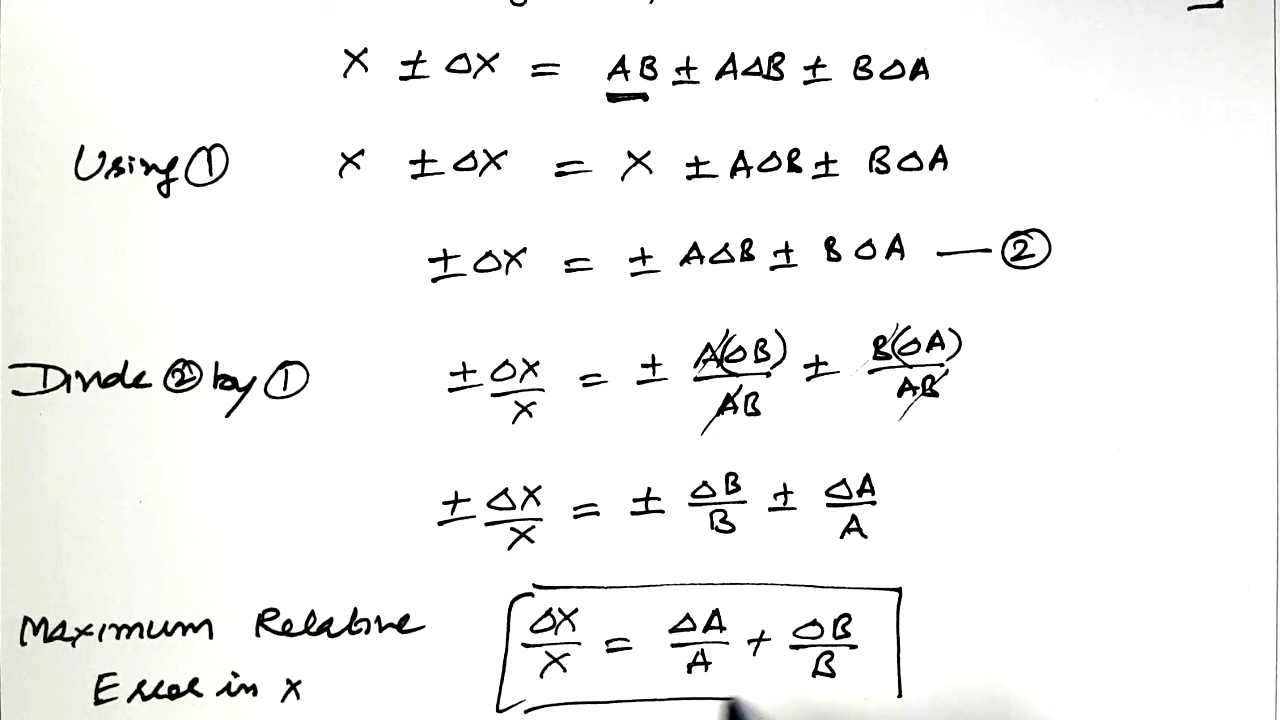 X ± ΔX = AB ± AΔB ± BΔA
Using ① X ± ΔX = X ± AΔB ± BΔA
± ΔX = ± AΔB ± BΔA — ②
Divide ② by ① ± ΔX/X = ± A(ΔB)/AB ± B(ΔA)/AB
± ΔX/X = ± ΔB/B ± ΔA/A
Maximum Relative ΔX/X = ΔA/A + ΔB/B
Error in X